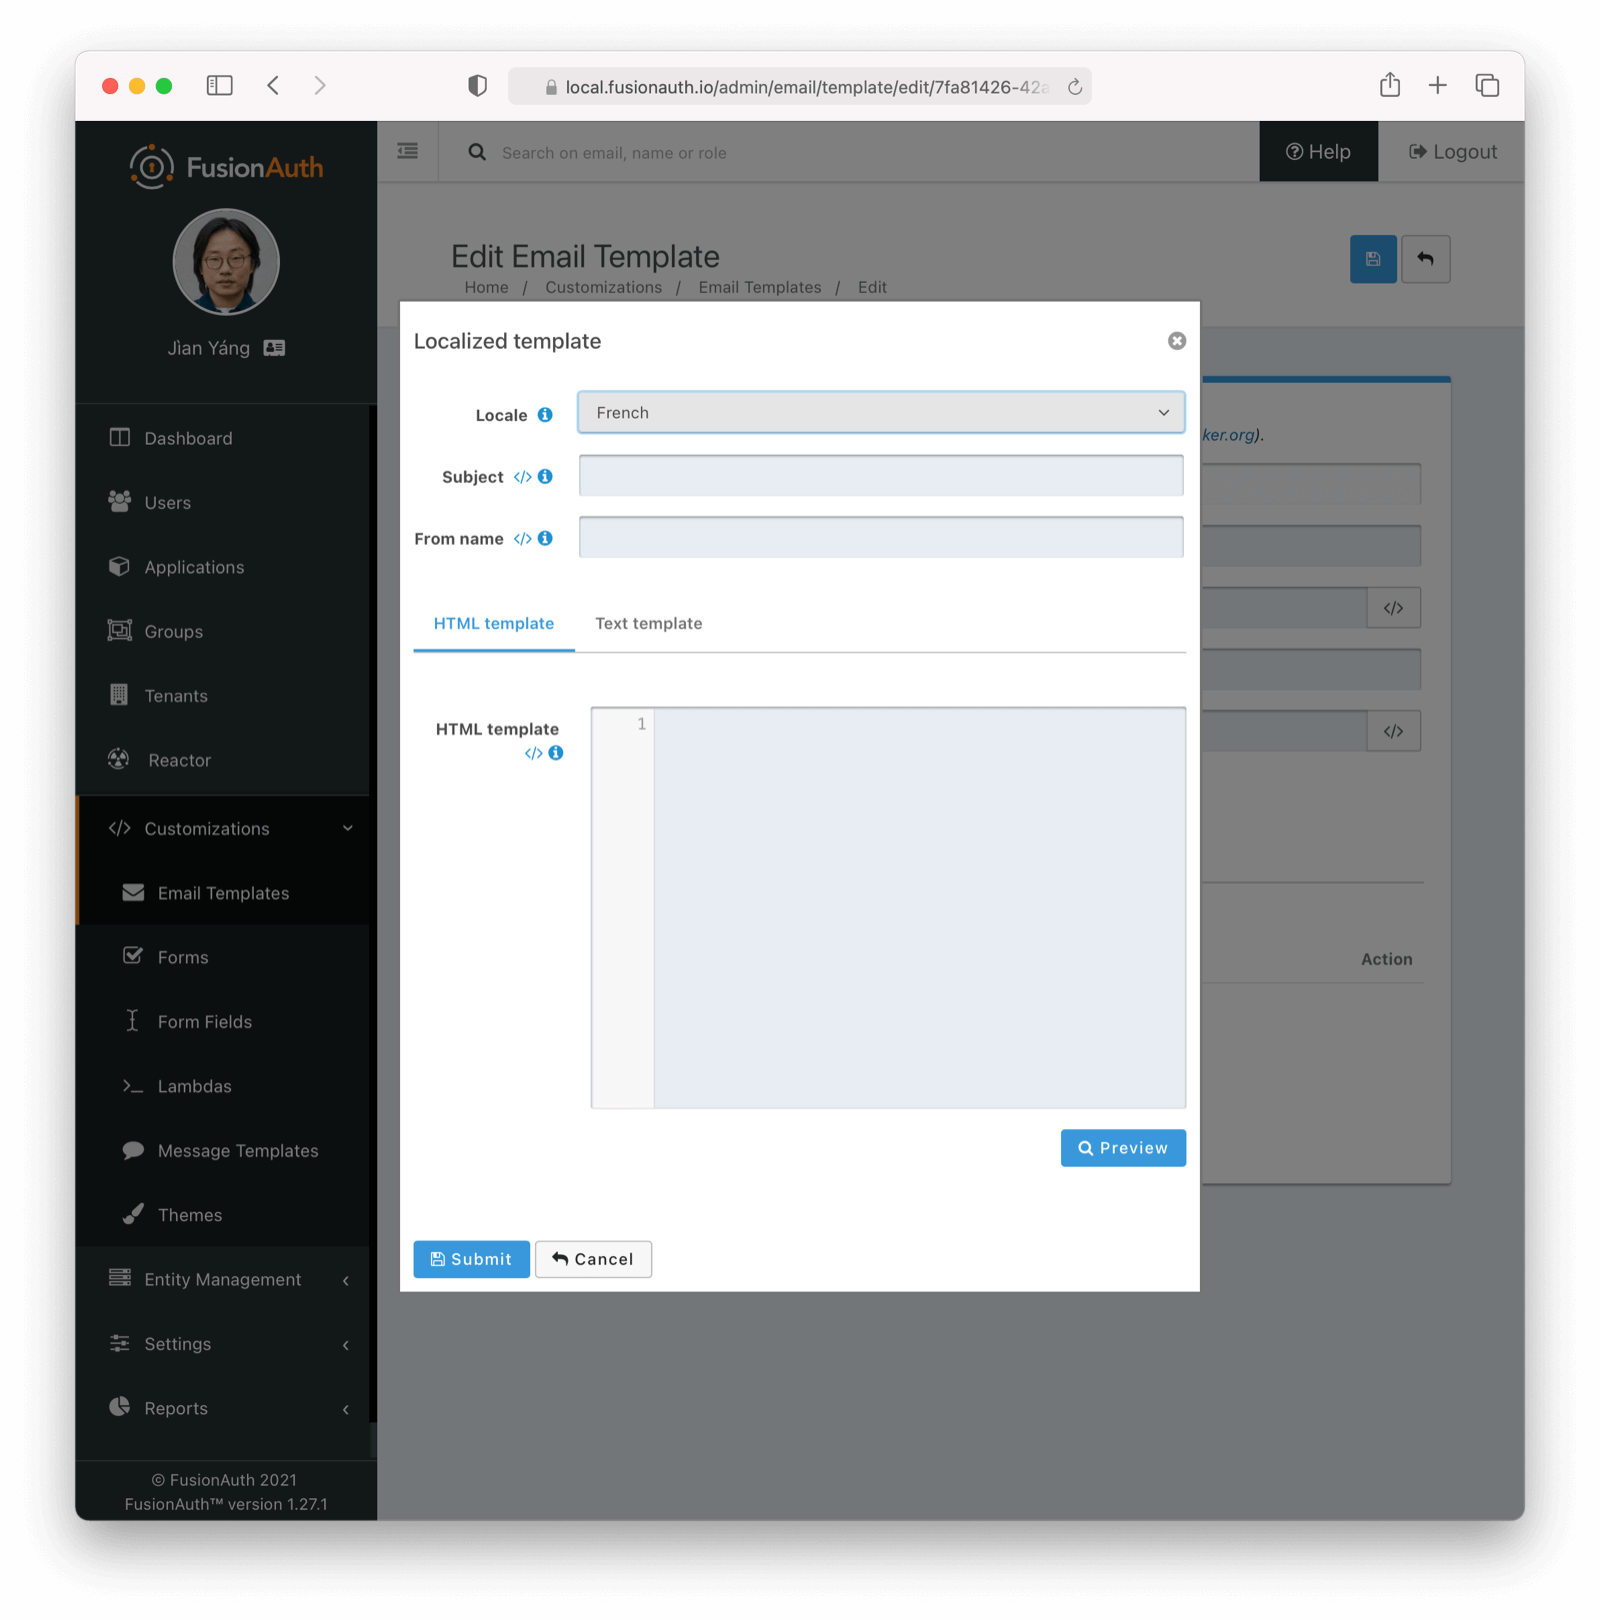 local.fusionauth.io/admin/email/template/edit/7fa81426-42a
FusionAuth
Search on email, name or role
Help
Logout
Jìan Yáng
Edit Email Template
Home / Customizations / Email Templates / Edit
Localized template
ker.org).
Locale
French
Subject
From name
HTML template
Text template
HTML template
1
Action
Preview
Submit
Cancel
Dashboard
Users
Applications
Groups
Tenants
Reactor
Customizations
Email Templates
Forms
Form Fields
Lambdas
Message Templates
Themes
Entity Management
Settings
Reports
© FusionAuth 2021
FusionAuth™ version 1.27.1